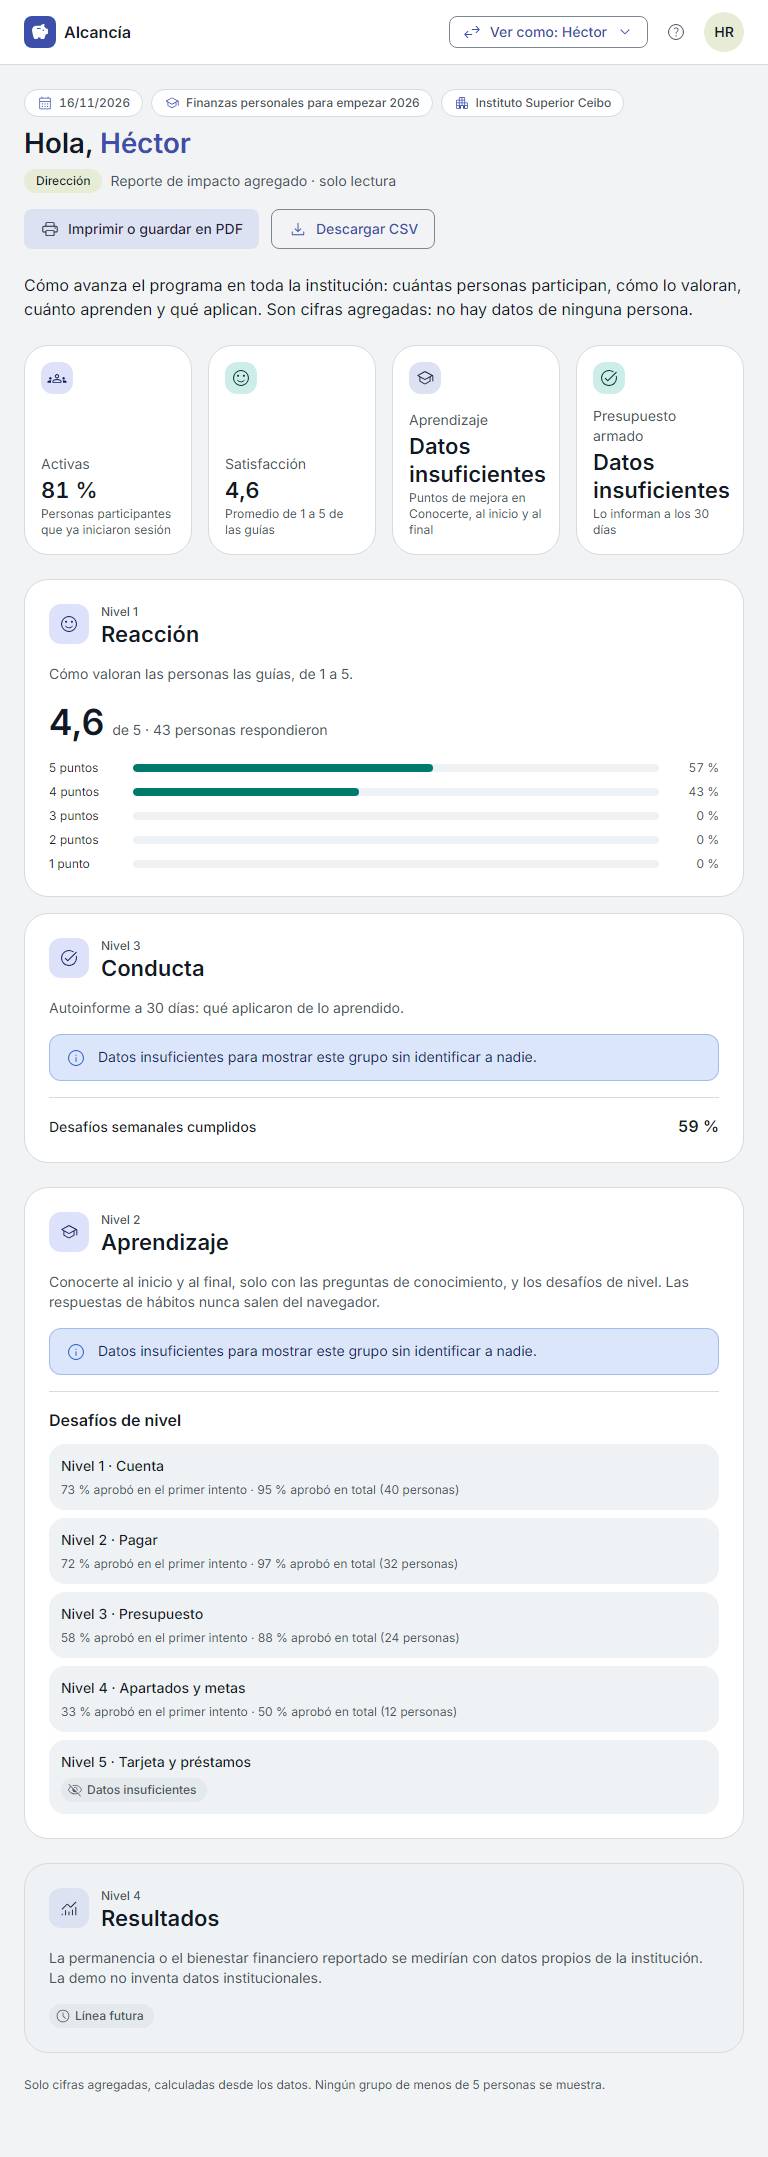 Alcancía
Ver como: Héctor
HR
16/11/2026
Finanzas personales para empezar 2026
Instituto Superior Ceibo
Hola, Héctor
Dirección
Reporte de impacto agregado · solo lectura
Imprimir o guardar en PDF
Descargar CSV
Cómo avanza el programa en toda la institución: cuántas personas participan, cómo lo valoran,
cuánto aprenden y qué aplican. Son cifras agregadas: no hay datos de ninguna persona.
Activas
81 %
Personas participantes
que ya iniciaron sesión
Satisfacción
4,6
Promedio de 1 a 5 de
las guías
Aprendizaje
Datos
insuficientes
Puntos de mejora en
Conocerte, al inicio y al
final
Presupuesto
armado
Datos
insuficientes
Lo informan a los 30
días
Nivel 1
Reacción
Cómo valoran las personas las guías, de 1 a 5.
4,6 de 5 · 43 personas respondieron
5 puntos 57 %
4 puntos 43 %
3 puntos 0 %
2 puntos 0 %
1 punto 0 %
Nivel 3
Conducta
Autoinforme a 30 días: qué aplicaron de lo aprendido.
Datos insuficientes para mostrar este grupo sin identificar a nadie.
Desafíos semanales cumplidos 59 %
Nivel 2
Aprendizaje
Conocerte al inicio y al final, solo con las preguntas de conocimiento, y los desafíos de nivel. Las
respuestas de hábitos nunca salen del navegador.
Datos insuficientes para mostrar este grupo sin identificar a nadie.
Desafíos de nivel
Nivel 1 · Cuenta
73 % aprobó en el primer intento · 95 % aprobó en total (40 personas)
Nivel 2 · Pagar
72 % aprobó en el primer intento · 97 % aprobó en total (32 personas)
Nivel 3 · Presupuesto
58 % aprobó en el primer intento · 88 % aprobó en total (24 personas)
Nivel 4 · Apartados y metas
33 % aprobó en el primer intento · 50 % aprobó en total (12 personas)
Nivel 5 · Tarjeta y préstamos
Datos insuficientes
Nivel 4
Resultados
La permanencia o el bienestar financiero reportado se medirían con datos propios de la institución.
La demo no inventa datos institucionales.
Línea futura
Solo cifras agregadas, calculadas desde los datos. Ningún grupo de menos de 5 personas se muestra.